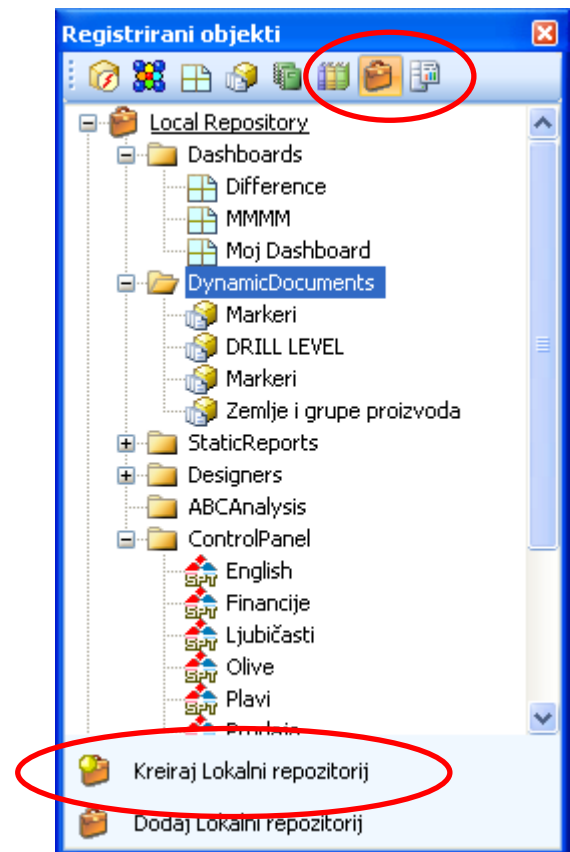 Registrirani objekti
Local Repository
Dashboards
Difference
MMMM
Moj Dashboard
DynamicDocuments
Markeri
DRILL LEVEL
Markeri
Zemlje i grupe proizvoda
StaticReports
Designers
ABCAnalysis
ControlPanel
English
Financije
Ljubičasti
Olive
Plavi
Kreiraj Lokalni repozitorij
Dodaj Lokalni repozitorij